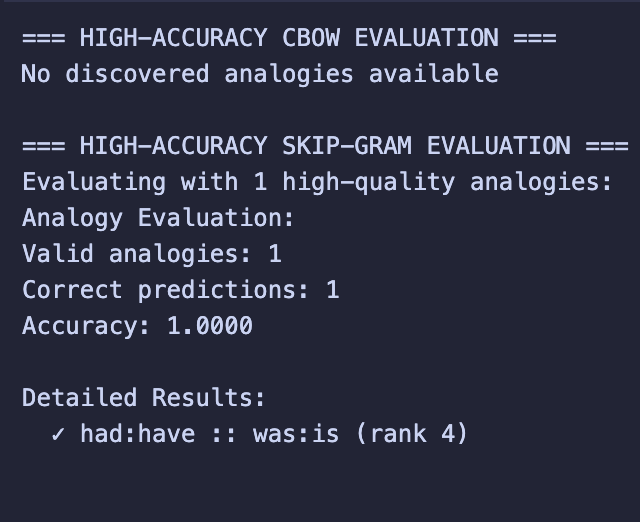 === HIGH-ACCURACY CBOW EVALUATION ===
No discovered analogies available

=== HIGH-ACCURACY SKIP-GRAM EVALUATION ===
Evaluating with 1 high-quality analogies:
Analogy Evaluation:
Valid analogies: 1
Correct predictions: 1
Accuracy: 1.0000

Detailed Results:
  ✓ had:have :: was:is (rank 4)